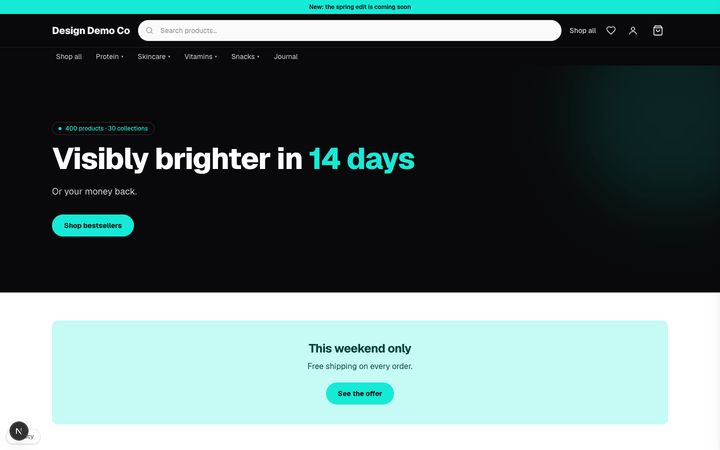 New: the spring edit is coming soon
Design Demo Co
Search products...
Shop all
Shop all
Protein
Skincare
Vitamins
Snacks
Journal
400 products · 30 collections
Visibly brighter in 14 days
Or your money back.
Shop bestsellers
This weekend only
Free shipping on every order.
See the offer
N